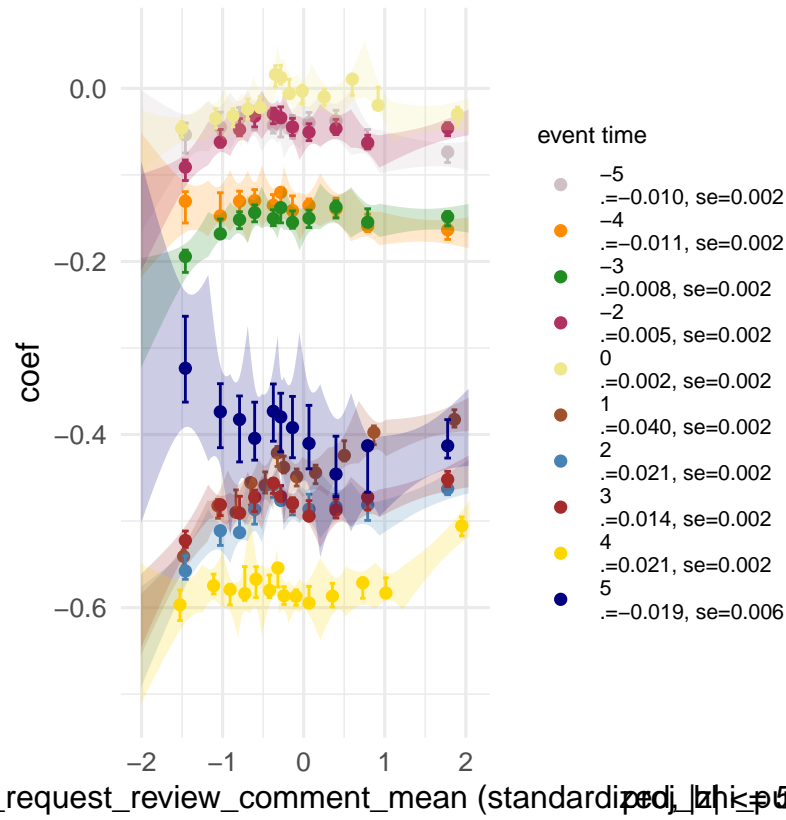 0.0
−0.2
−0.4
−0.6
coef
−2
−1
0
1
2
_request_review_comment_mean (standardized, |z| <= 5
event time
−5
.=−0.010, se=0.002
−4
.=−0.011, se=0.002
−3
.=0.008, se=0.002
−2
.=0.005, se=0.002
0
.=0.002, se=0.002
1
.=0.040, se=0.002
2
.=0.021, se=0.002
3
.=0.014, se=0.002
4
.=0.021, se=0.002
5
.=−0.019, se=0.006